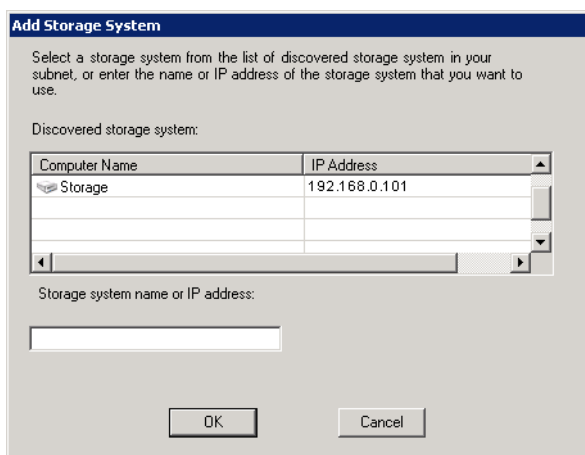 Add Storage System
Select a storage system from the list of discovered storage system in your
subnet, or enter the name or IP address of the storage system that you want to
use.
Discovered storage system:
Computer Name IP Address
Storage 192.168.0.101
Storage system name or IP address:
OK Cancel